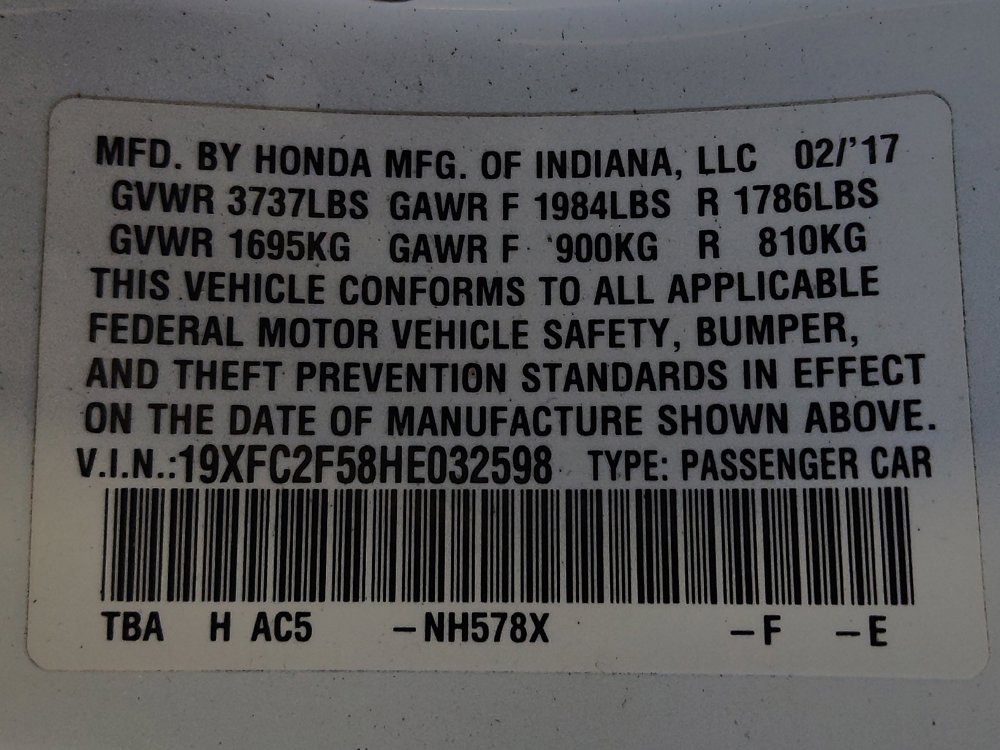 MFD. BY HONDA MFG. OF INDIANA, LLC 02/'17
GVWR 3737LBS GAWR F 1984LBS R 1786LBS
GVWR 1695KG GAWR F 900KG R 810KG
THIS VEHICLE CONFORMS TO ALL APPLICABLE
FEDERAL MOTOR VEHICLE SAFETY, BUMPER,
AND THEFT PREVENTION STANDARDS IN EFFECT
ON THE DATE OF MANUFACTURE SHOWN ABOVE.
V.I.N.:19XFC2F58HE032598 TYPE: PASSENGER CAR
TBA H AC5 –NH578X –F –E